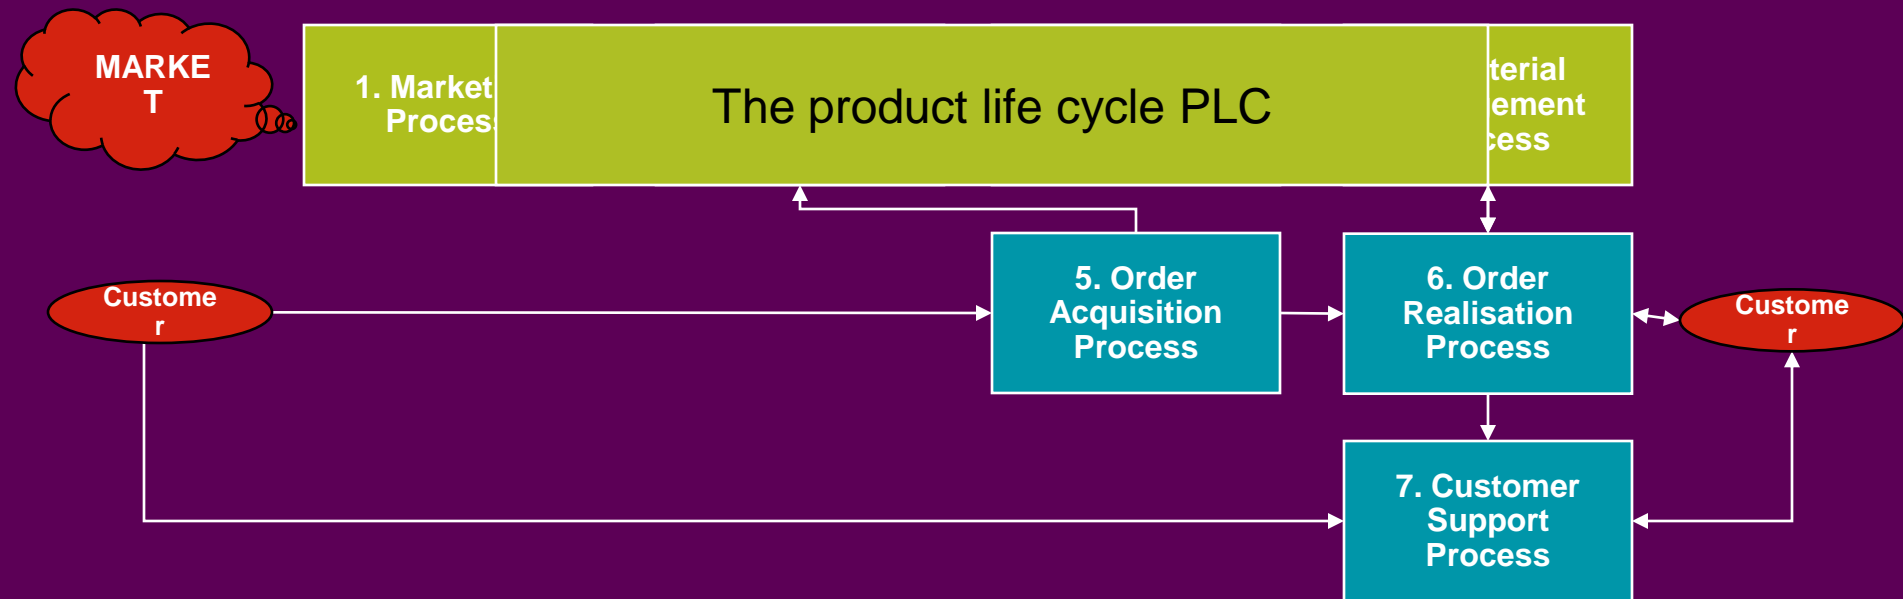 MARKE
T
1. Market
Process
The product life cycle PLC
terial
ement
cess
5. Order
Acquisition
Process
6. Order
Realisation
Process
Custome
r
Custome
r
7. Customer
Support
Process